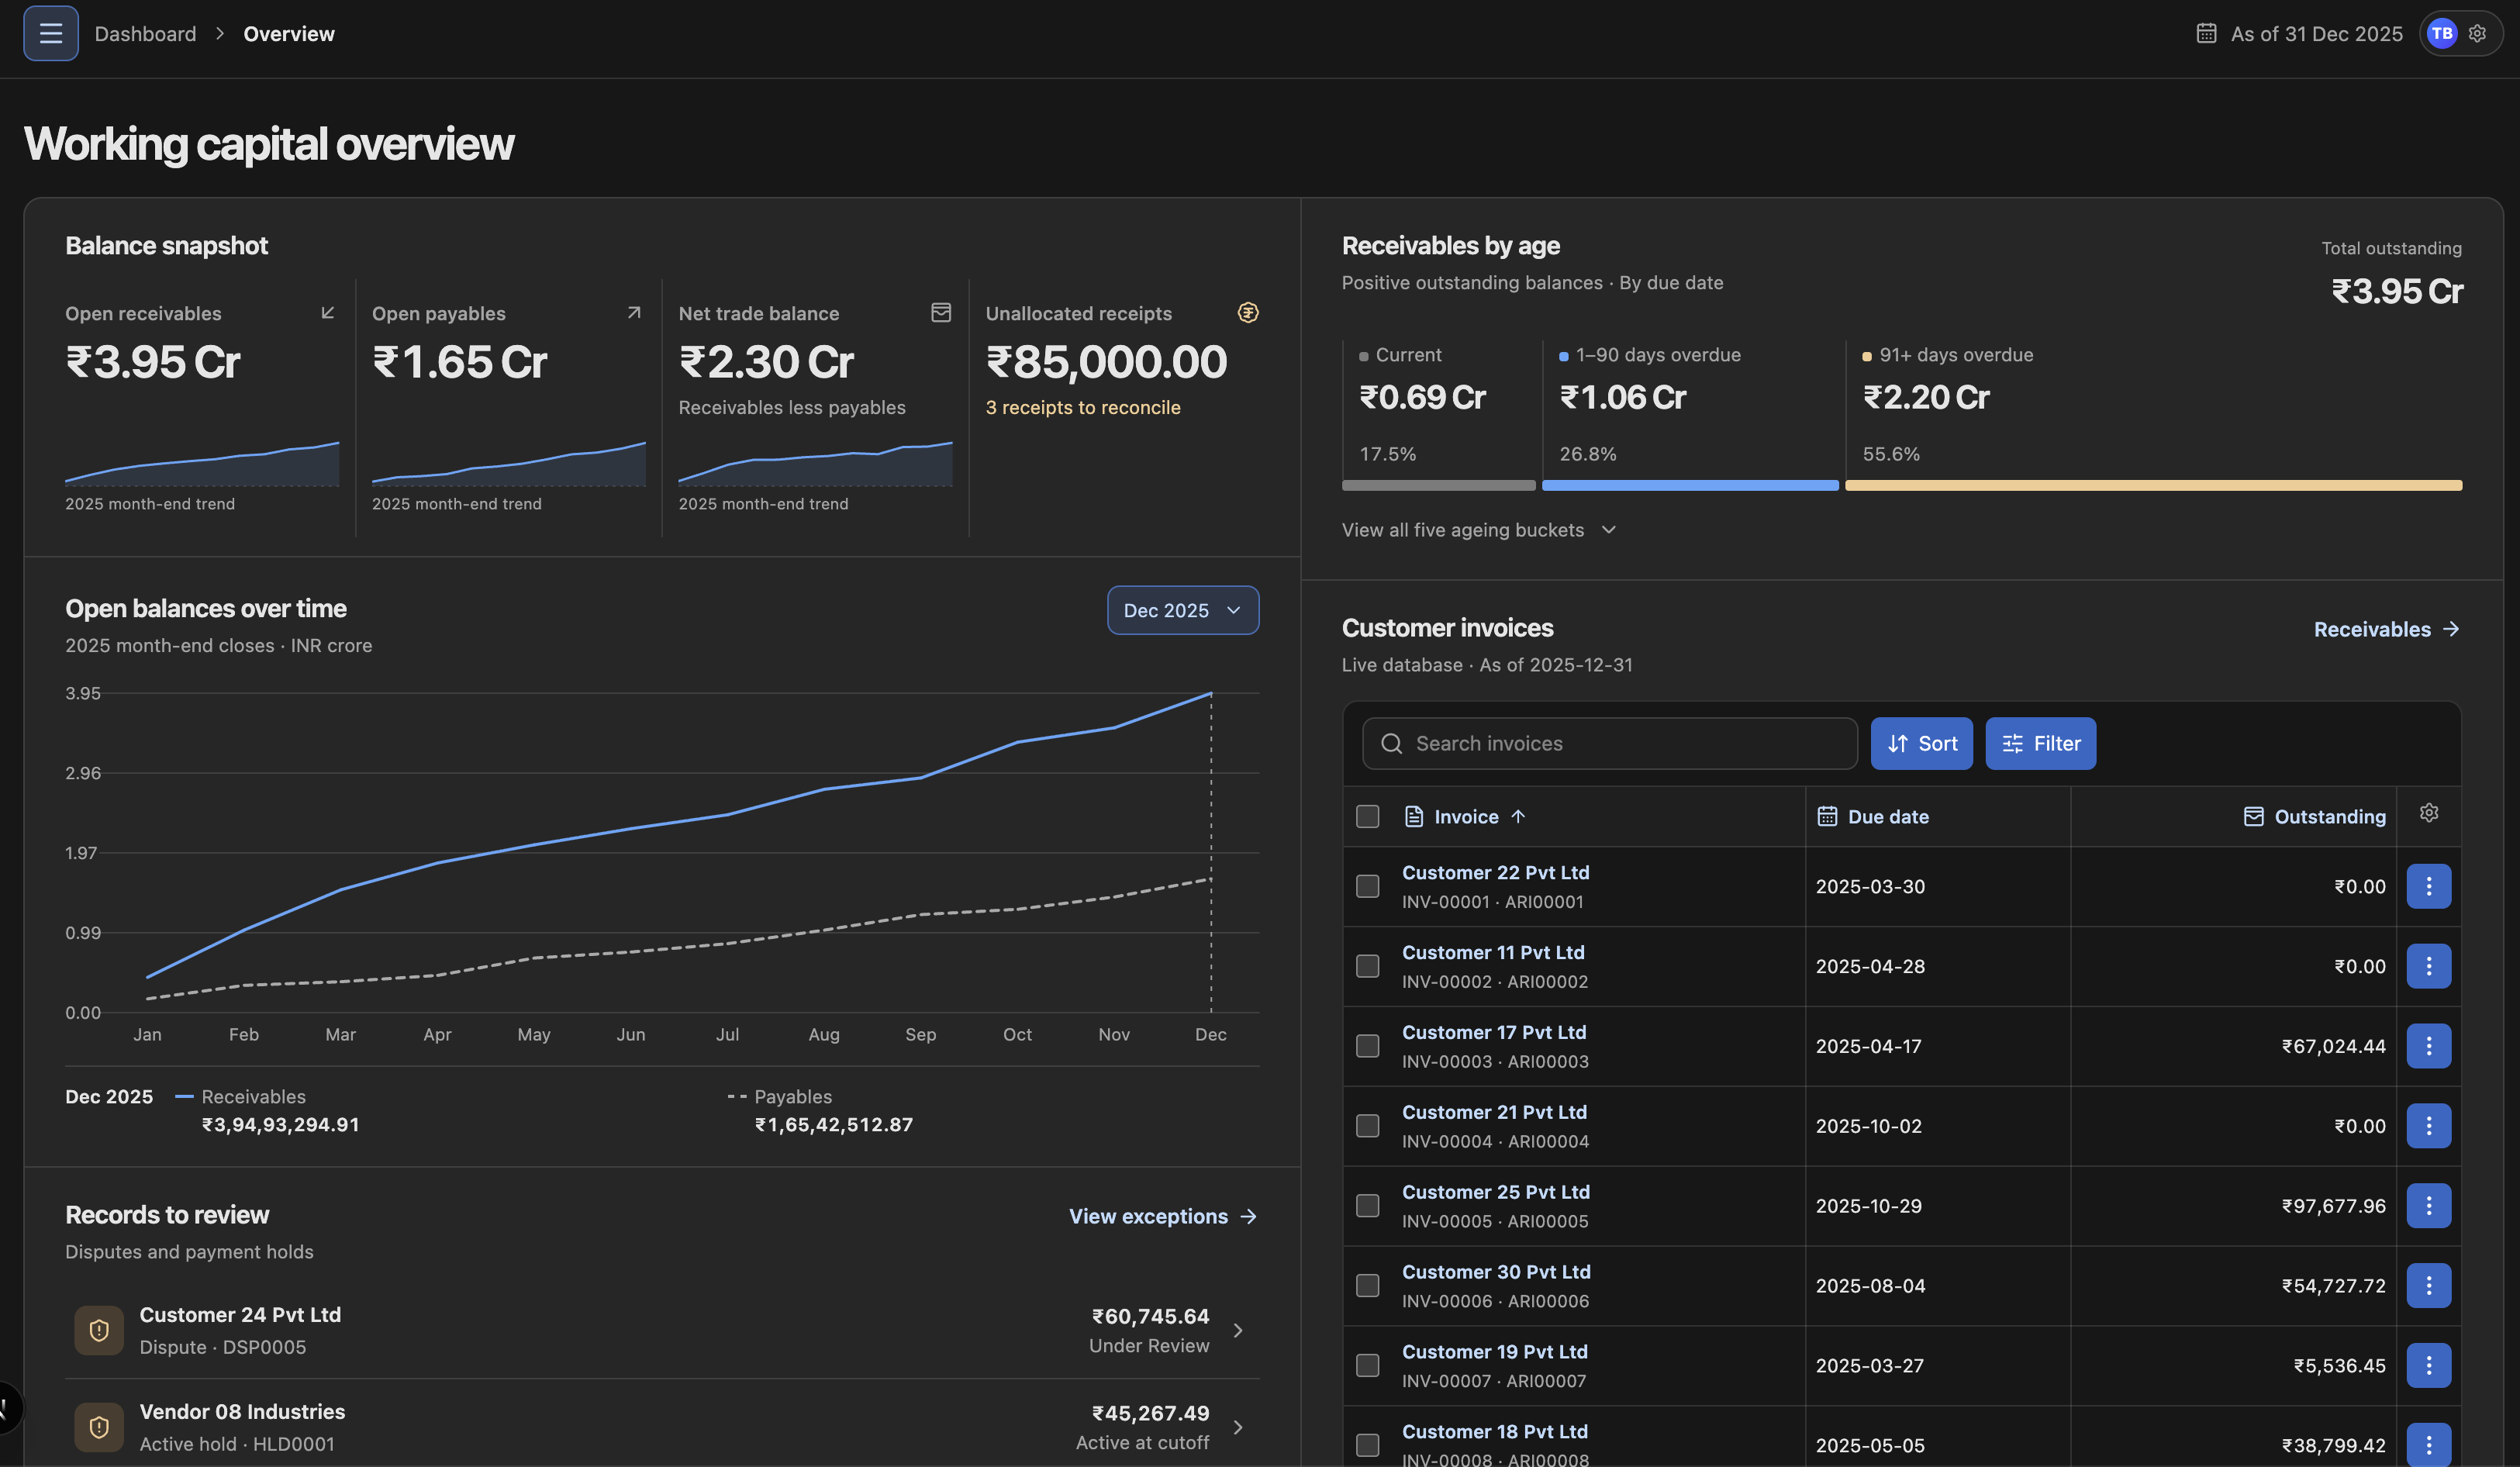 Dashboard > Overview
As of 31 Dec 2025
TB
Working capital overview
Balance snapshot
Open receivables
₹3.95 Cr
2025 month-end trend
Open payables
₹1.65 Cr
2025 month-end trend
Net trade balance
₹2.30 Cr
Receivables less payables
2025 month-end trend
Unallocated receipts
₹85,000.00
3 receipts to reconcile
Receivables by age
Positive outstanding balances · By due date
Total outstanding
₹3.95 Cr
Current
₹0.69 Cr
17.5%
1–90 days overdue
₹1.06 Cr
26.8%
91+ days overdue
₹2.20 Cr
55.6%
View all five ageing buckets
Open balances over time
2025 month-end closes · INR crore
Dec 2025
3.95
2.96
1.97
0.99
0.00
Jan Feb Mar Apr May Jun Jul Aug Sep Oct Nov Dec
Dec 2025
Receivables
₹3,94,93,294.91
Payables
₹1,65,42,512.87
Records to review
Disputes and payment holds
View exceptions →
Customer 24 Pvt Ltd
Dispute · DSP0005
₹60,745.64
Under Review
Vendor 08 Industries
Active hold · HLD0001
₹45,267.49
Active at cutoff
Customer invoices
Live database · As of 2025-12-31
Receivables →
Search invoices
Sort
Filter
Invoice ↑ Due date Outstanding
Customer 22 Pvt Ltd
INV-00001 · ARI00001
2025-03-30
₹0.00
Customer 11 Pvt Ltd
INV-00002 · ARI00002
2025-04-28
₹0.00
Customer 17 Pvt Ltd
INV-00003 · ARI00003
2025-04-17
₹67,024.44
Customer 21 Pvt Ltd
INV-00004 · ARI00004
2025-10-02
₹0.00
Customer 25 Pvt Ltd
INV-00005 · ARI00005
2025-10-29
₹97,677.96
Customer 30 Pvt Ltd
INV-00006 · ARI00006
2025-08-04
₹54,727.72
Customer 19 Pvt Ltd
INV-00007 · ARI00007
2025-03-27
₹5,536.45
Customer 18 Pvt Ltd
INV-00008 · ARI00008
2025-05-05
₹38,799.42